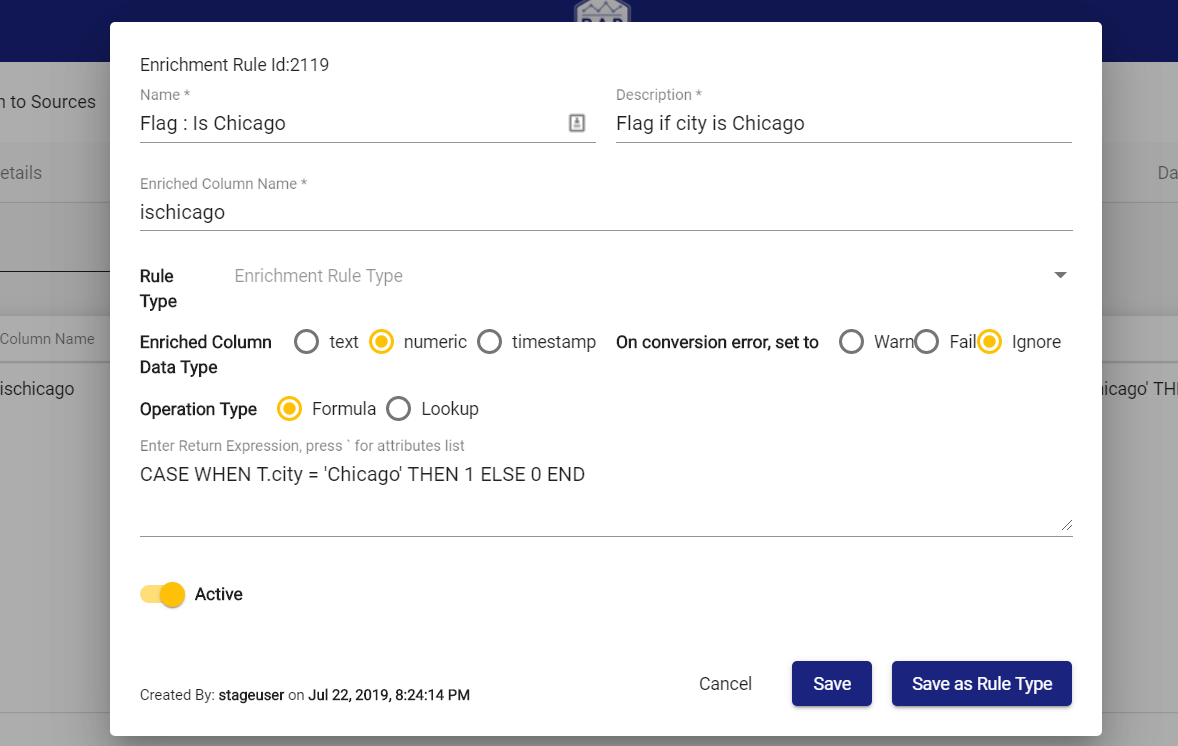 RAP
Enrichment Rule Id:2119
n to Sources
Name *
Description *
Flag : Is Chicago
Flag if city is Chicago
etails
Da
Enriched Column Name *
ischicago
Rule Type
Enrichment Rule Type
Column Name
Enriched Column Data Type
text
numeric
timestamp
On conversion error, set to
Warn
Fail
Ignore
ischicago
icago' THE
Operation Type
Formula
Lookup
Enter Return Expression, press ` for attributes list
CASE WHEN T.city = 'Chicago' THEN 1 ELSE 0 END
Active
Created By: stageuser on Jul 22, 2019, 8:24:14 PM
Cancel
Save
Save as Rule Type